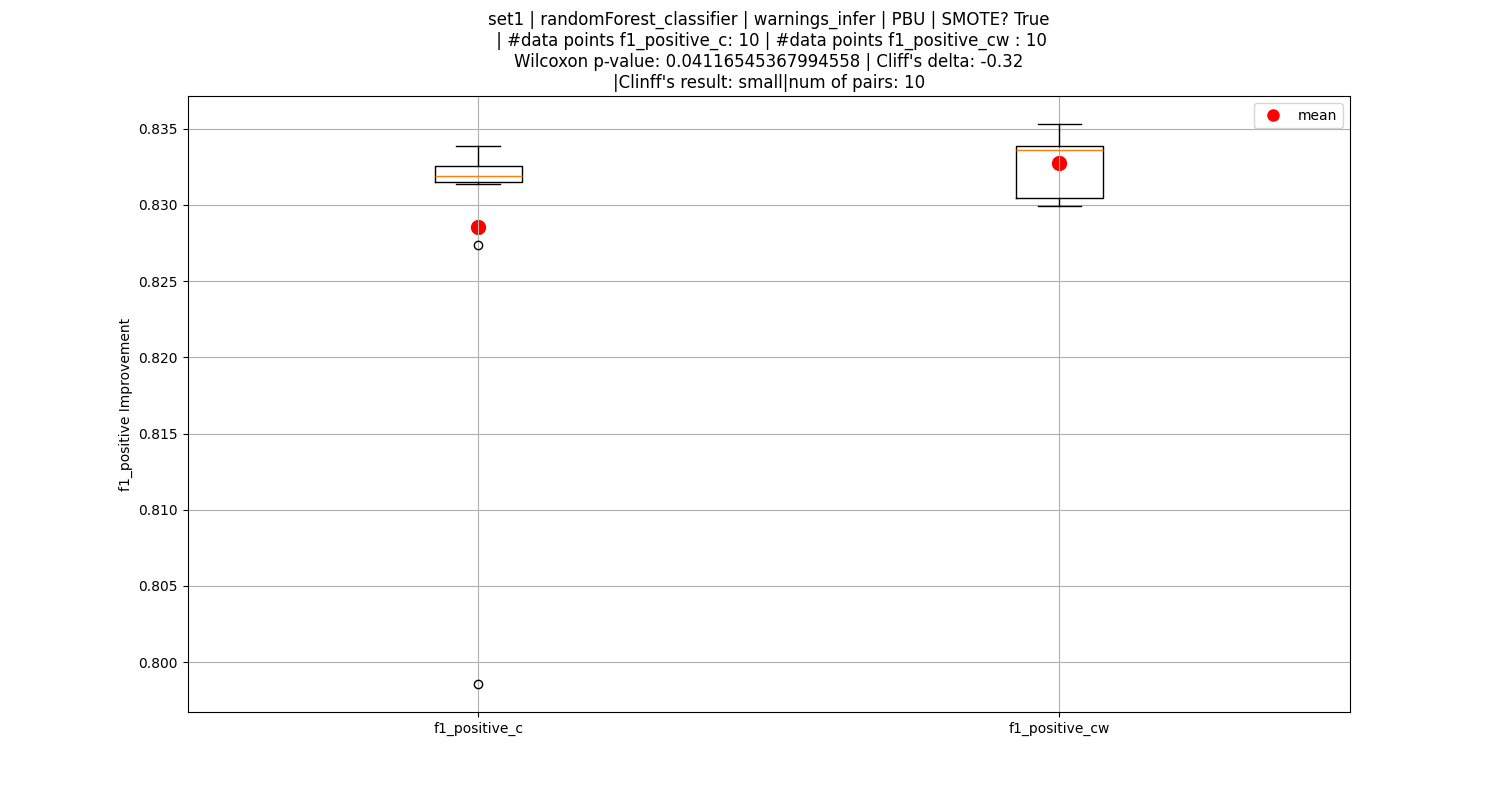 set1 | randomForest_classifier | warnings_infer | PBU | SMOTE? True
| #data points f1_positive_c: 10 | #data points f1_positive_cw : 10
Wilcoxon p-value: 0.04116545367994558 | Cliff's delta: -0.32
|Clinff's result: small|num of pairs: 10
mean
0.835
0.830
0.825
0.820
0.815
0.810
0.805
0.800
f1_positive Improvement
f1_positive_c
f1_positive_cw